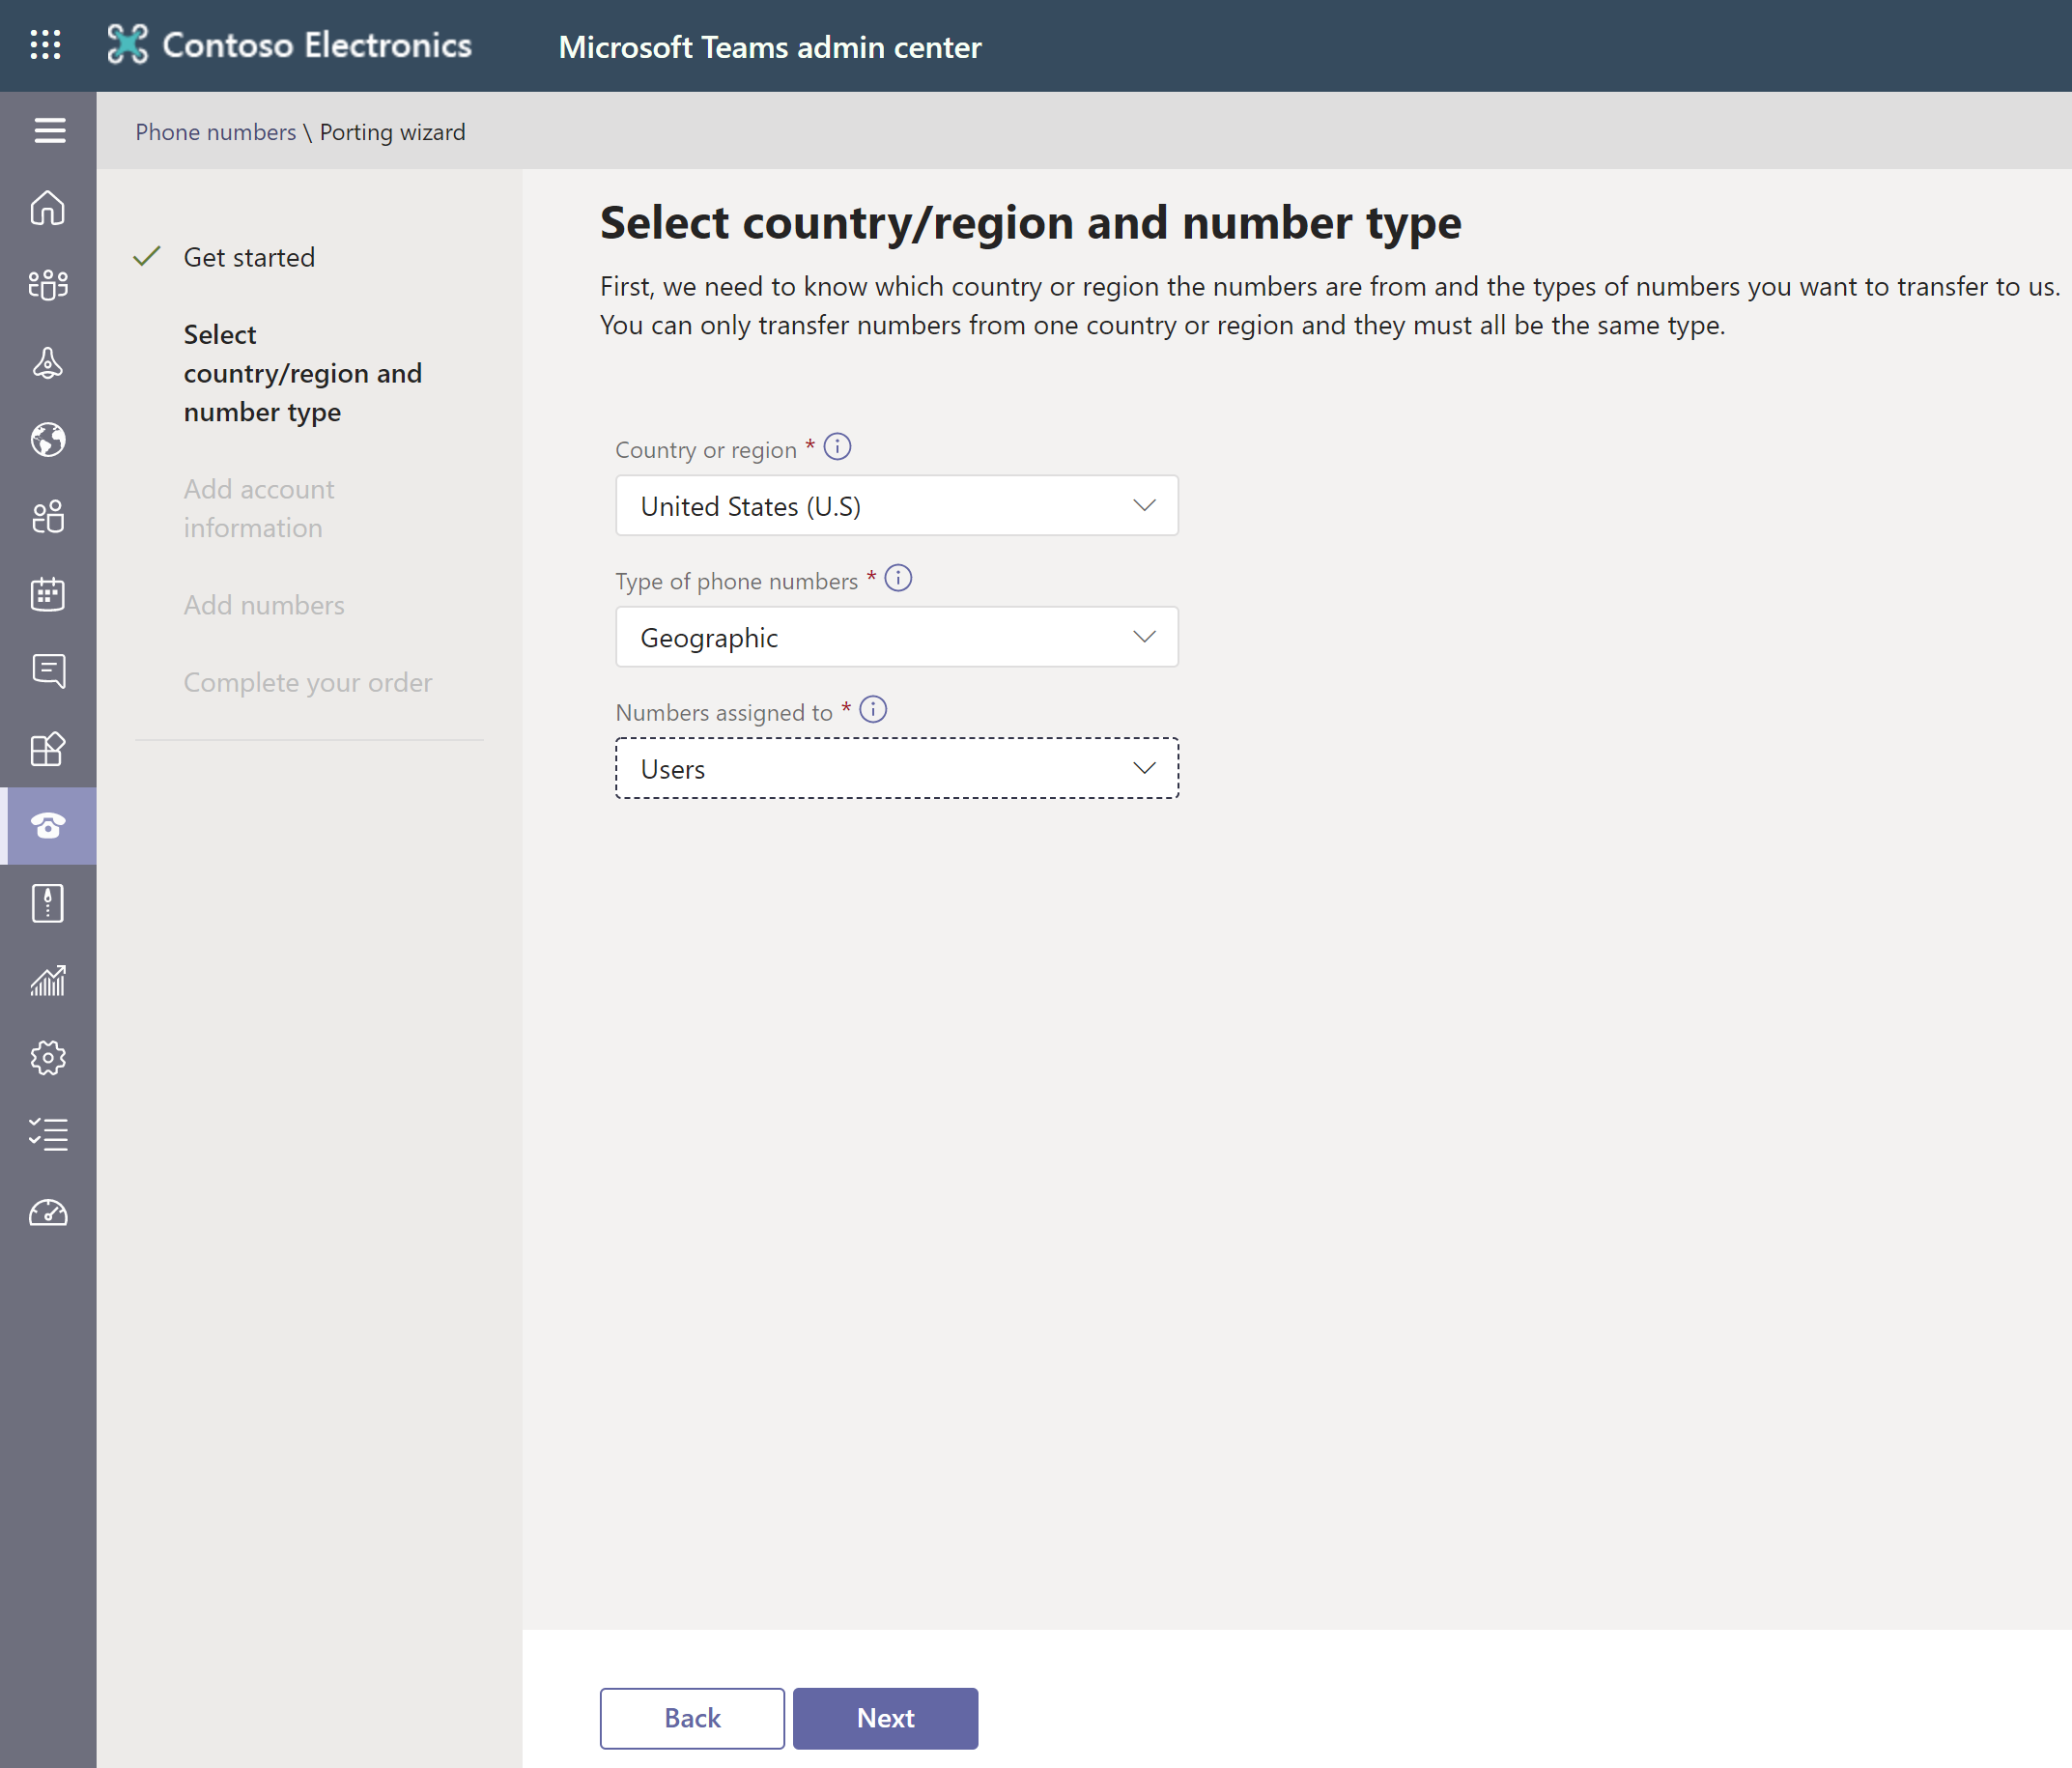 Contoso Electronics
Microsoft Teams admin center
Phone numbers \ Porting wizard
Get started
Select
country/region and
number type
Add account
information
Add numbers
Complete your order
Select country/region and number type
First, we need to know which country or region the numbers are from and the types of numbers you want to transfer to us.
You can only transfer numbers from one country or region and they must all be the same type.
Country or region *
United States (U.S)
Type of phone numbers *
Geographic
Numbers assigned to *
Users
Back
Next